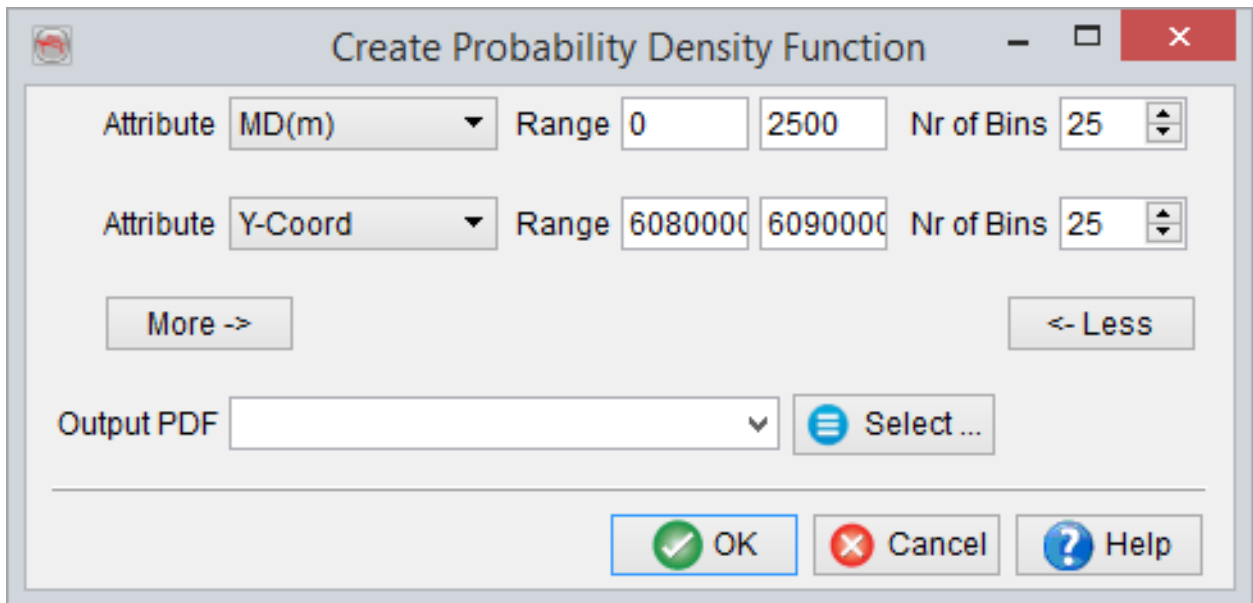 Create Probability Density Function
Attribute MD(m) Range 0 2500 Nr of Bins 25
Attribute Y-Coord Range 6080000 6090000 Nr of Bins 25
More -> <- Less
Output PDF Select ...
OK Cancel Help